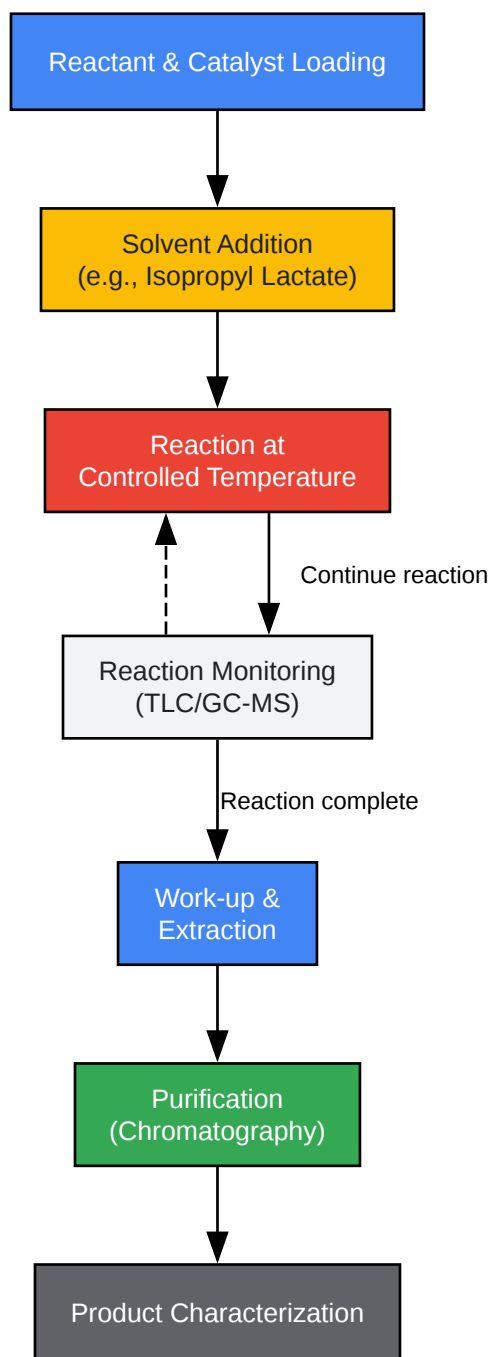 Reactant & Catalyst Loading
Solvent Addition
(e.g., Isopropyl Lactate)
Reaction at
Controlled Temperature
Continue reaction
Reaction Monitoring
(TLC/GC-MS)
Reaction complete
Work-up &
Extraction
Purification
(Chromatography)
Product Characterization